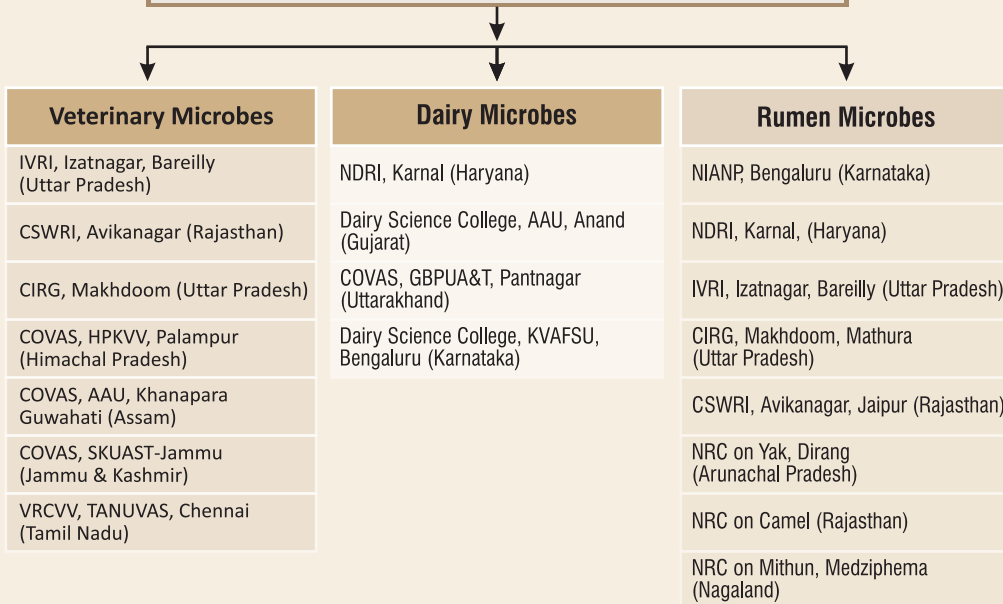 Veterinary Microbes
IVRI, Izatnagar, Bareilly
(Uttar Pradesh)
CSWRI, Avikanagar (Rajasthan)
CIRG, Makhdoom (Uttar Pradesh)
COVAS, HPKVV, Palampur
(Himachal Pradesh)
COVAS, AAU, Khanapara
Guwahati (Assam)
COVAS, SKUAST-Jammu
(Jammu & Kashmir)
VRCVV, TANUVAS, Chennai
(Tamil Nadu)
Dairy Microbes
NDRI, Karnal (Haryana)
Dairy Science College, AAU, Anand
(Gujarat)
COVAS, GBPUA&T, Pantnagar
(Uttarakhand)
Dairy Science College, KVAFSU,
Bengaluru (Karnataka)
Rumen Microbes
NIANP, Bengaluru (Karnataka)
NDRI, Karnal, (Haryana)
IVRI, Izatnagar, Bareilly (Uttar Pradesh)
CIRG, Makhdoom, Mathura
(Uttar Pradesh)
CSWRI, Avikanagar, Jaipur (Rajasthan)
NRC on Yak, Dirang
(Arunachal Pradesh)
NRC on Camel (Rajasthan)
NRC on Mithun, Medziphema
(Nagaland)